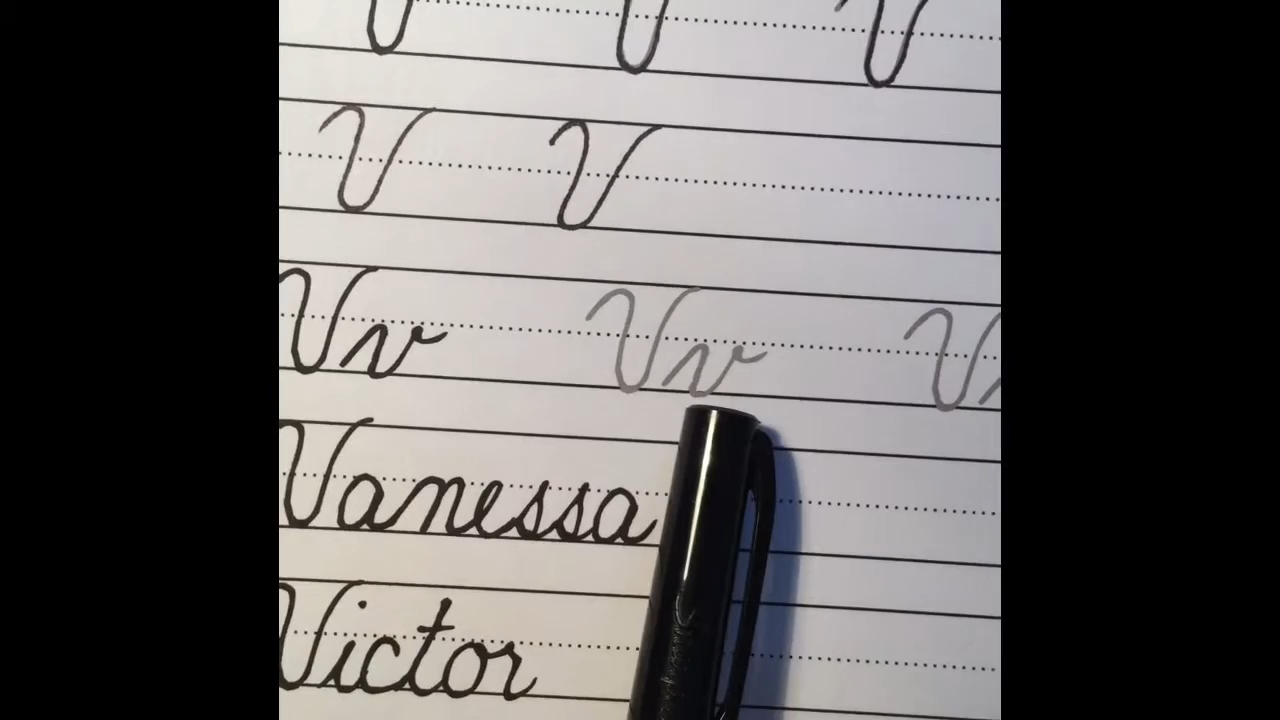 V V V
V V
Vv Vv V
Vanessa
Victor